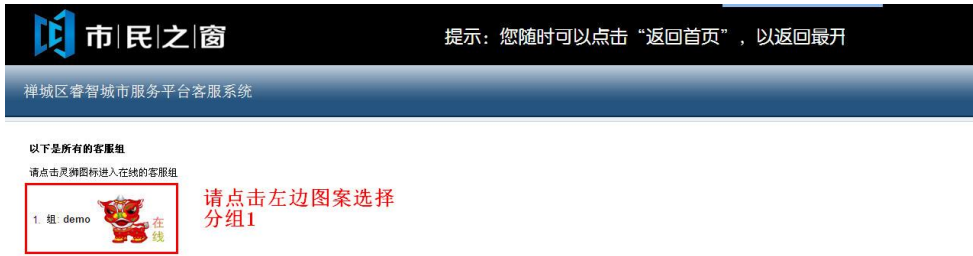 市民之窗
提示：您随时可以点击“返回首页”，以返回最开
禅城区睿智城市服务平台客服系统
以下是所有的客服组
请点击灵狮图标进入在线的客服组
1. 组: demo
在线
请点击左边图案选择
分组1